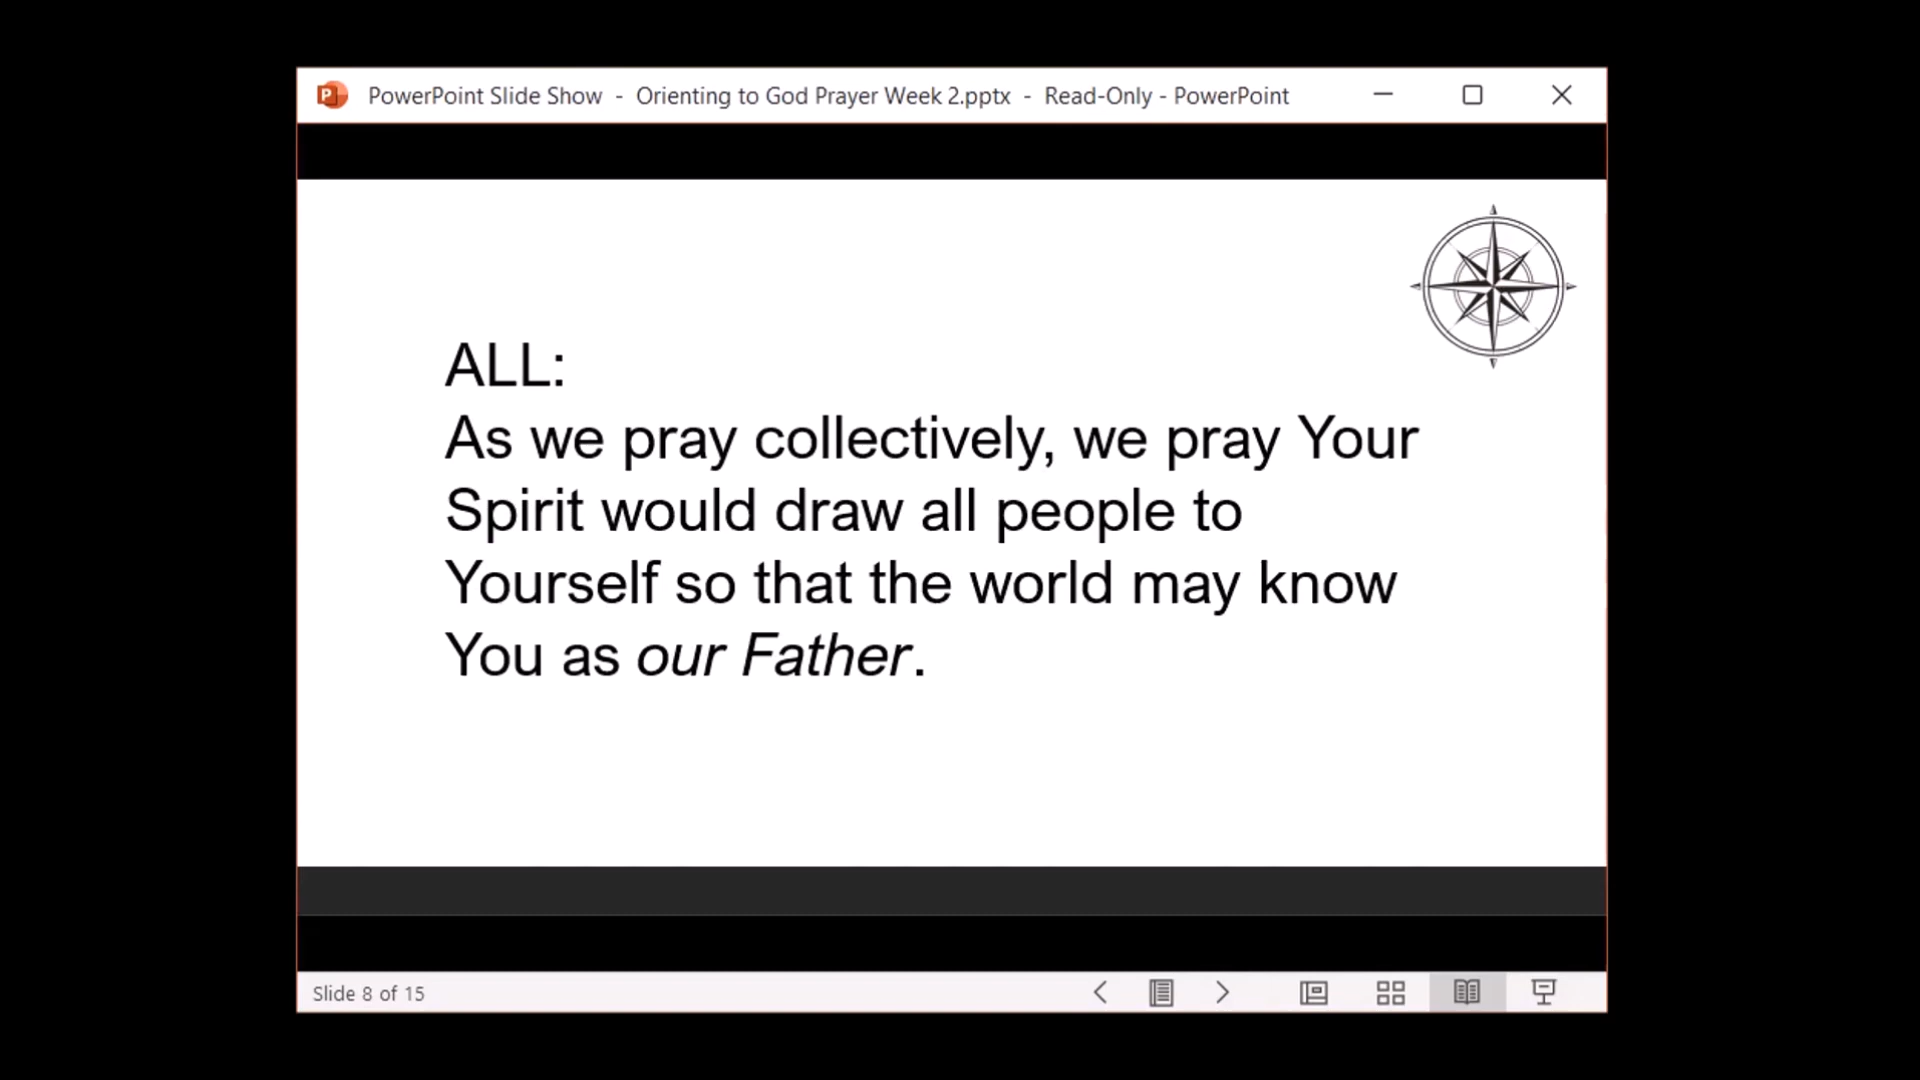 PowerPoint Slide Show - Orienting to God Prayer Week 2.pptx - Read-Only - PowerPoint
ALL:
As we pray collectively, we pray Your
Spirit would draw all people to
Yourself so that the world may know
You as our Father.
Slide 8 of 15